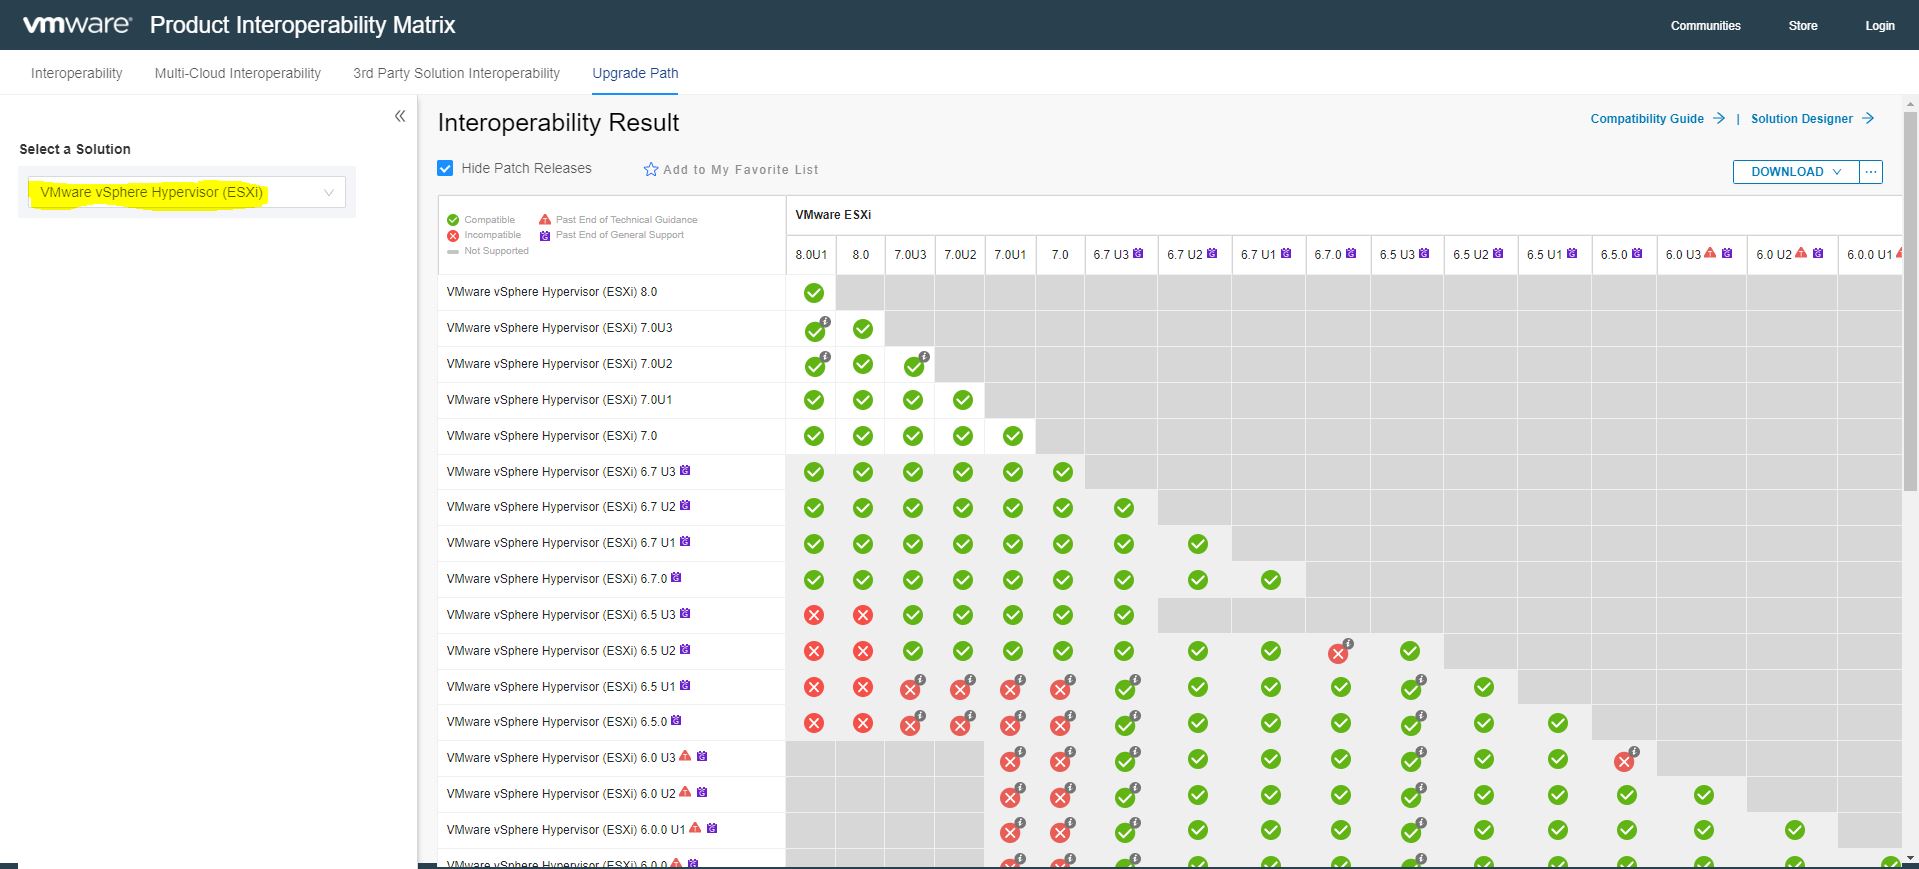 vmware Product Interoperability Matrix
Communities Store Login
Interoperability Multi-Cloud Interoperability 3rd Party Solution Interoperability Upgrade Path
Select a Solution
VMware vSphere Hypervisor (ESXi)
Interoperability Result
Compatibility Guide | Solution Designer
Hide Patch Releases Add to My Favorite List
DOWNLOAD
Compatible Past End of Technical Guidance
Incompatible Past End of General Support
Not Supported
VMware ESXi
8.0U1 8.0 7.0U3 7.0U2 7.0U1 7.0 6.7 U3 6.7 U2 6.7 U1 6.7.0 6.5 U3 6.5 U2 6.5 U1 6.5.0 6.0 U3 6.0 U2 6.0.0 U1
VMware vSphere Hypervisor (ESXi) 8.0
VMware vSphere Hypervisor (ESXi) 7.0U3
VMware vSphere Hypervisor (ESXi) 7.0U2
VMware vSphere Hypervisor (ESXi) 7.0U1
VMware vSphere Hypervisor (ESXi) 7.0
VMware vSphere Hypervisor (ESXi) 6.7 U3
VMware vSphere Hypervisor (ESXi) 6.7 U2
VMware vSphere Hypervisor (ESXi) 6.7 U1
VMware vSphere Hypervisor (ESXi) 6.7.0
VMware vSphere Hypervisor (ESXi) 6.5 U3
VMware vSphere Hypervisor (ESXi) 6.5 U2
VMware vSphere Hypervisor (ESXi) 6.5 U1
VMware vSphere Hypervisor (ESXi) 6.5.0
VMware vSphere Hypervisor (ESXi) 6.0 U3
VMware vSphere Hypervisor (ESXi) 6.0 U2
VMware vSphere Hypervisor (ESXi) 6.0.0 U1
VMware vSphere Hypervisor (ESXi) 6.0.0